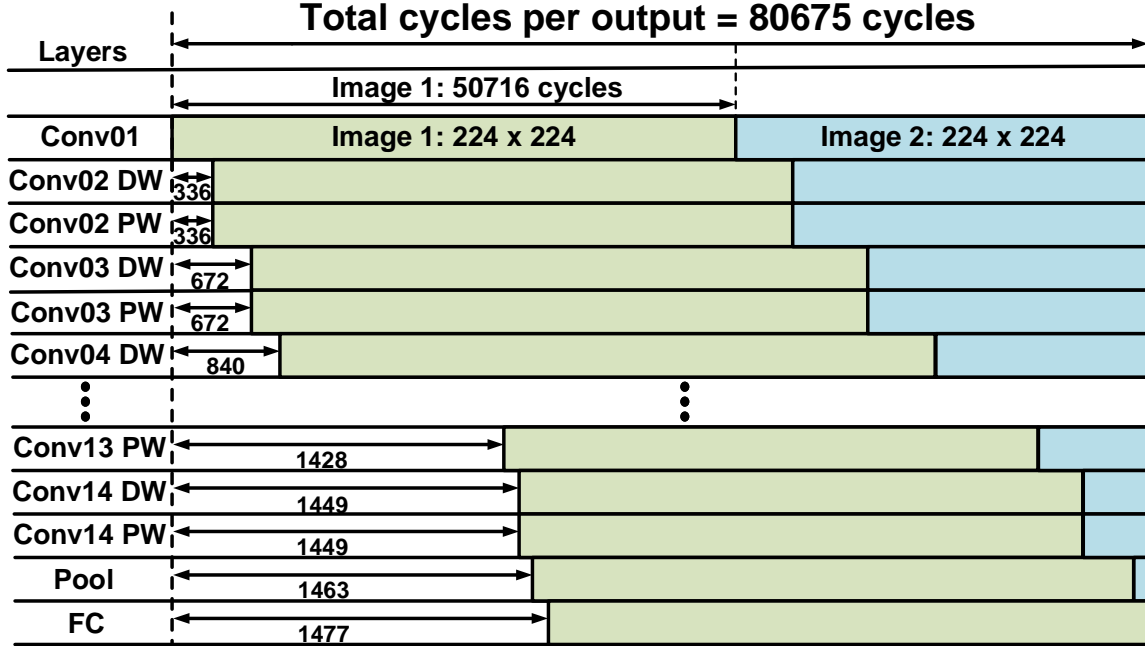 Total cycles per output = 80675 cycles
Layers
Image 1: 50716 cycles
Conv01 Image 1: 224 x 224 Image 2: 224 x 224
Conv02 DW 336
Conv02 PW 336
Conv03 DW 672
Conv03 PW 672
Conv04 DW 840
Conv13 PW 1428
Conv14 DW 1449
Conv14 PW 1449
Pool 1463
FC 1477